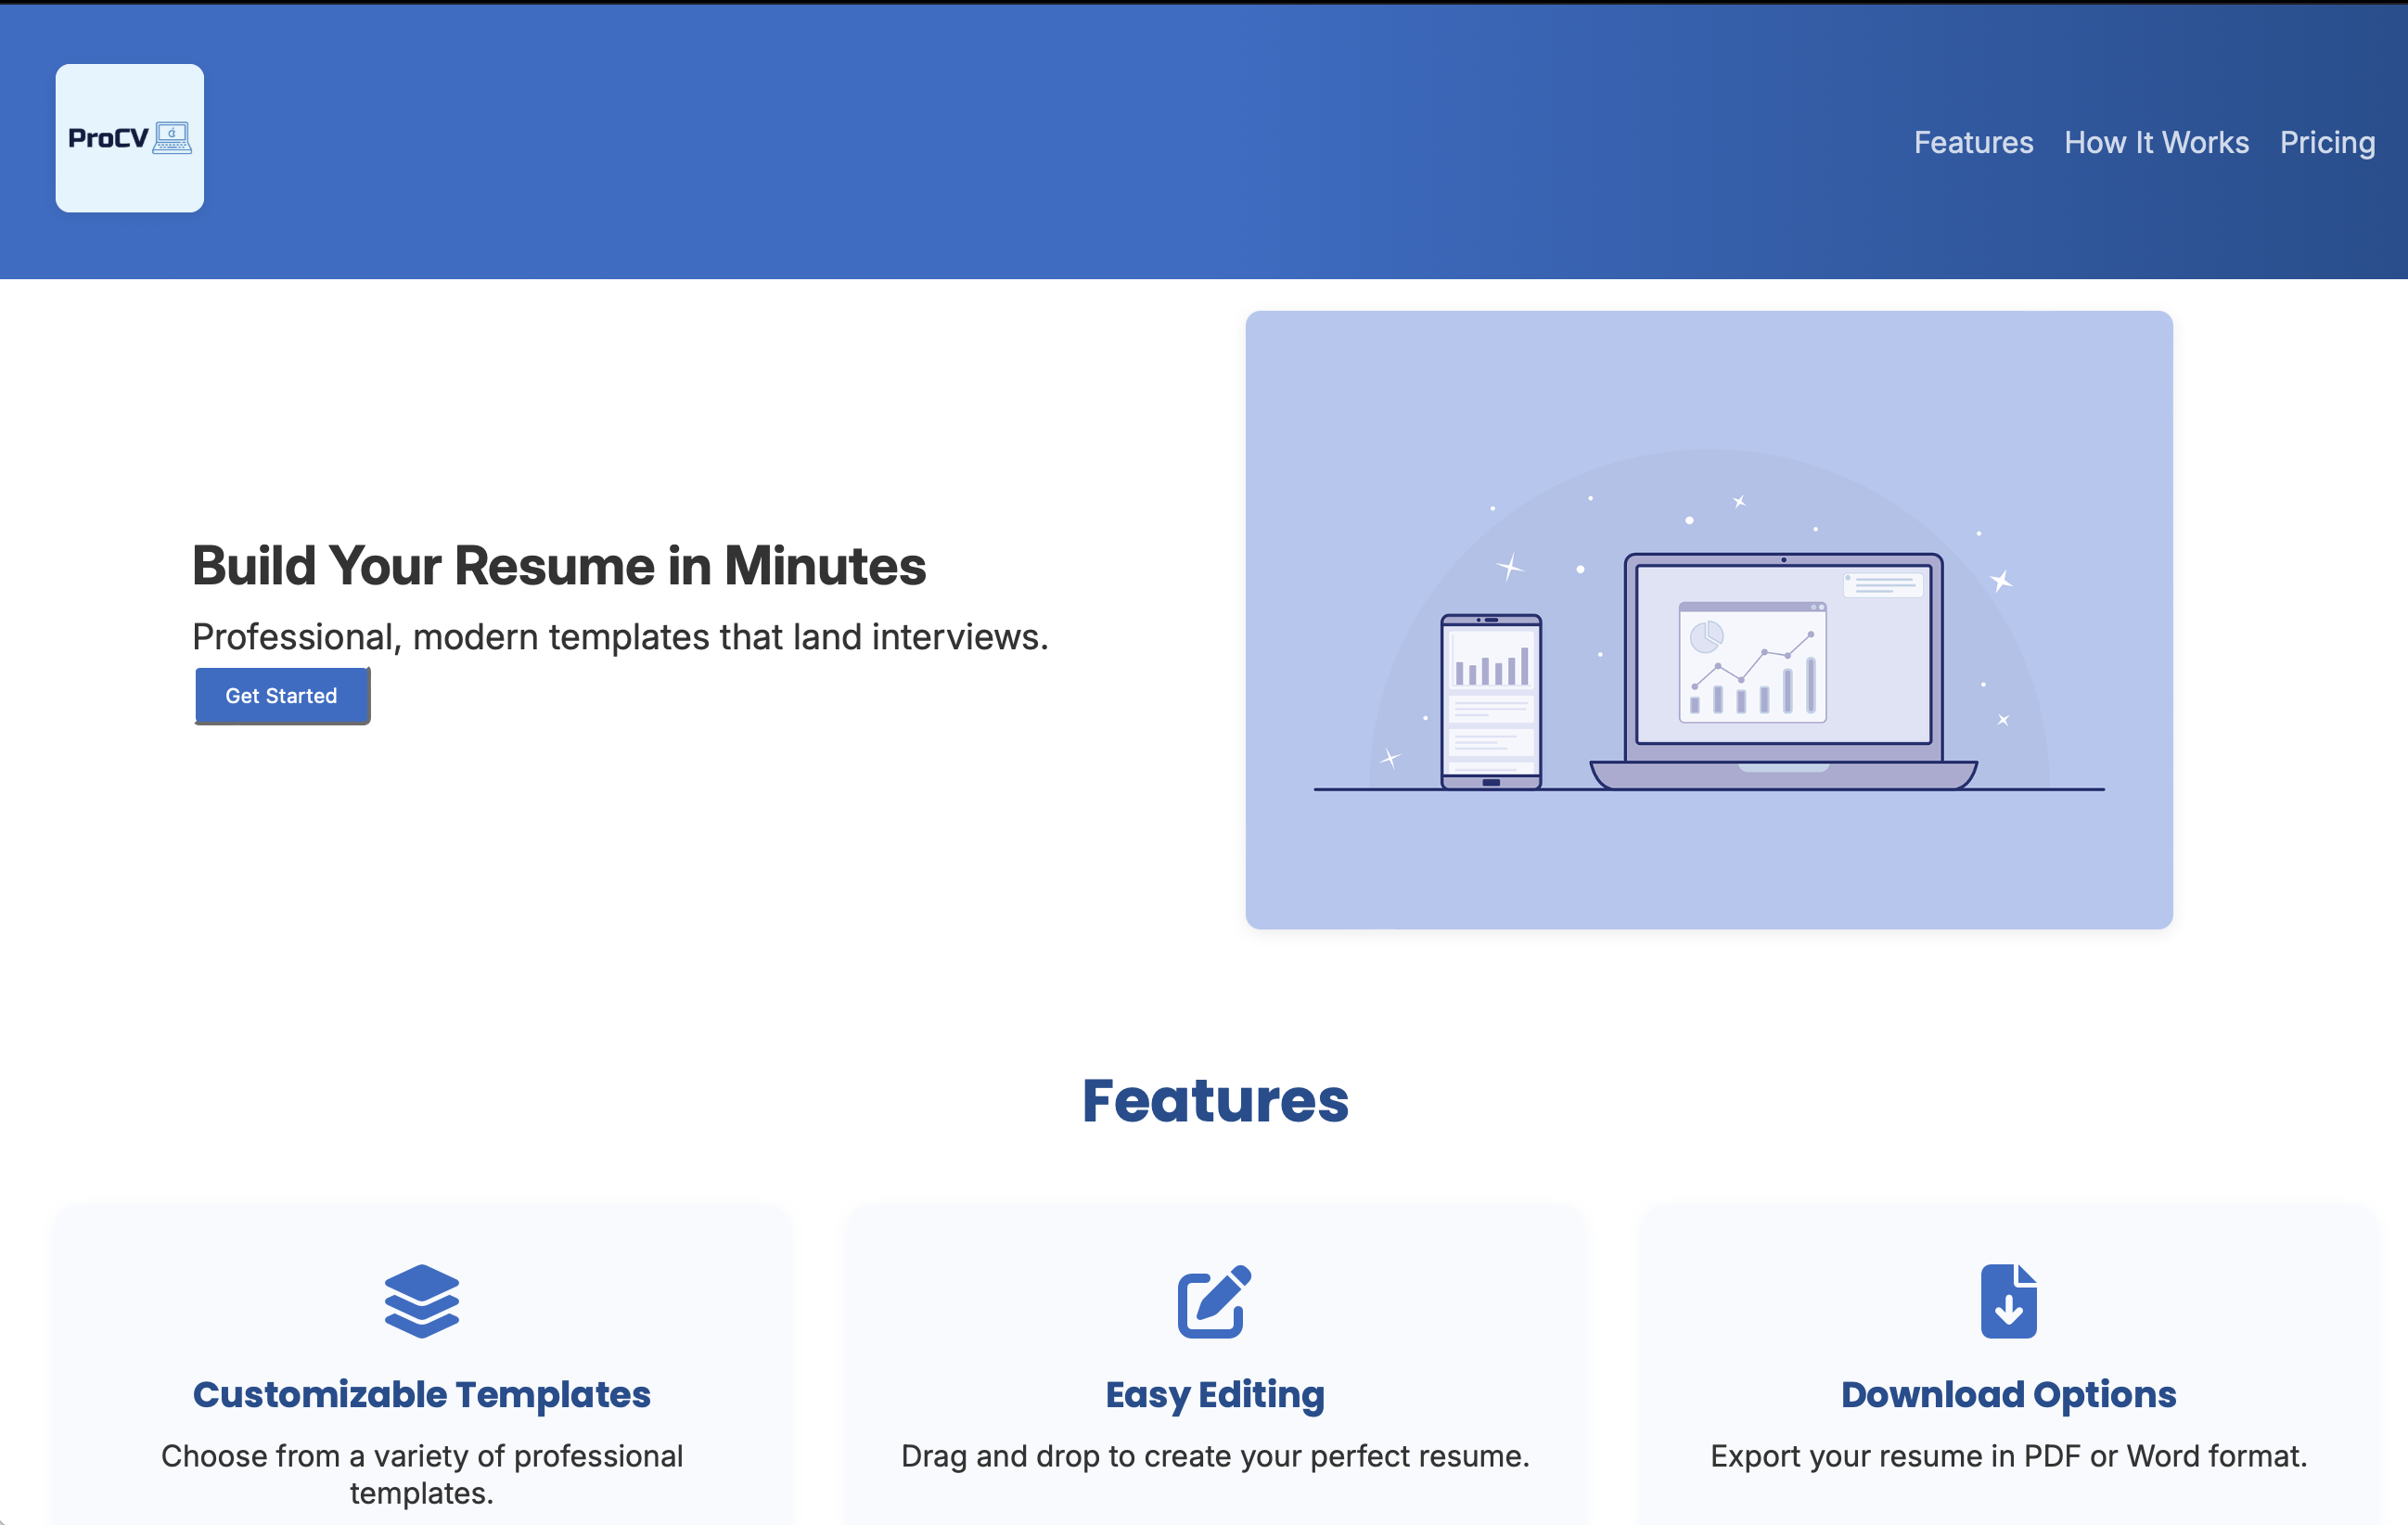 ProCV
Features How It Works Pricing
Build Your Resume in Minutes
Professional, modern templates that land interviews.
Get Started
Features
Customizable Templates
Choose from a variety of professional
templates.
Easy Editing
Drag and drop to create your perfect resume.
Download Options
Export your resume in PDF or Word format.